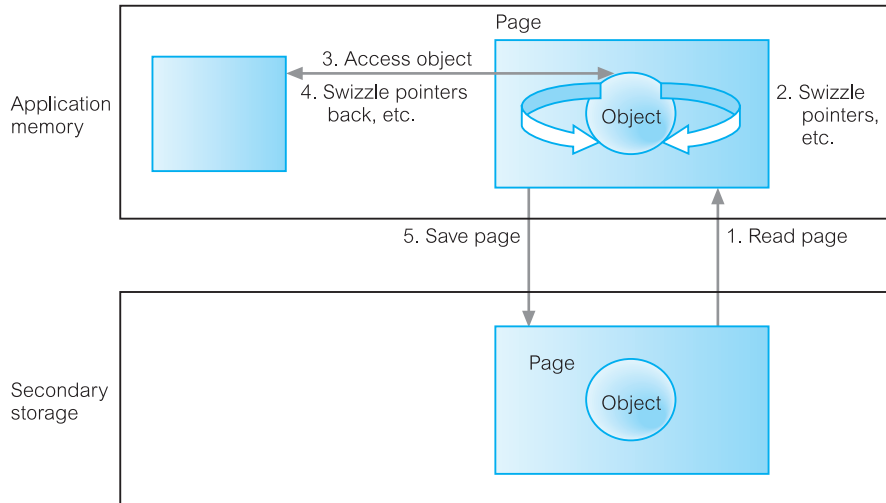 Page
3. Access object
4. Swizzle pointers
back, etc.
Application
memory
Object
2. Swizzle
pointers,
etc.
5. Save page
1. Read page
Page
Object
Secondary
storage